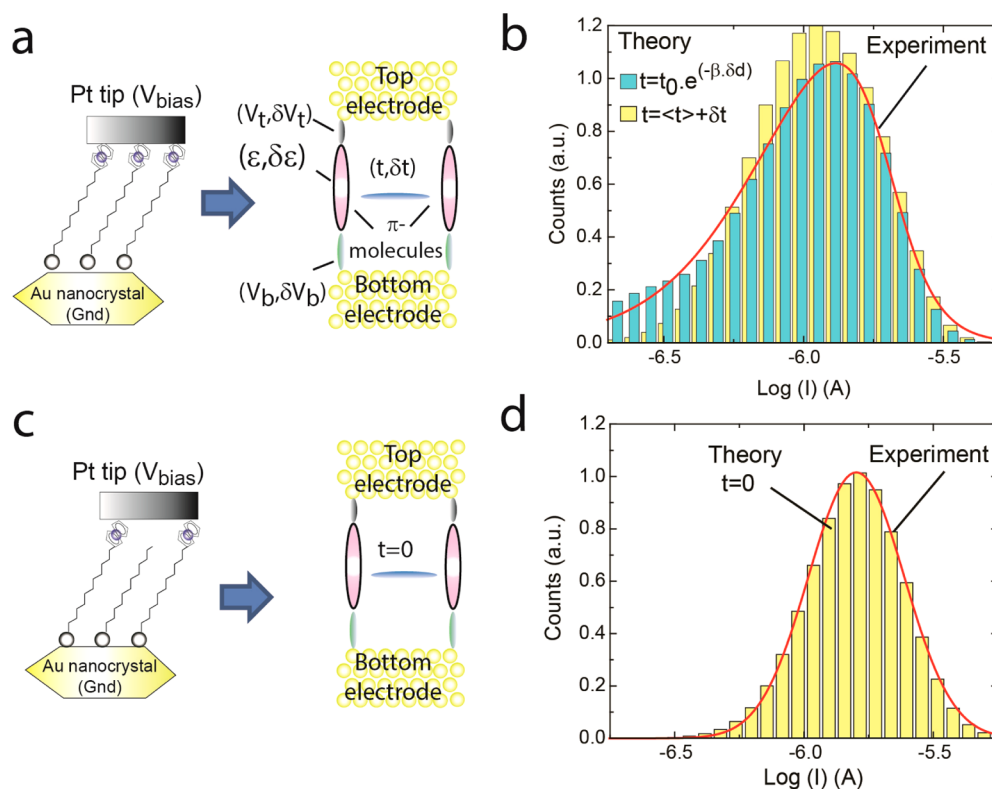 a
Pt tip (Vbias)
Au nanocrystal
(Gnd)
Top
electrode
(Vt,δVt)
(ε,δε)
(t,δt)
π-
molecules
(Vb,δVb)
Bottom
electrode
b
Theory
Experiment
t=t0.e(-β.δd)
t=<t>+δt
Counts (a.u.)
1.2
1.0
0.8
0.6
0.4
0.2
0.0
-6.5
-6.0
-5.5
Log (I) (A)
c
Pt tip (Vbias)
Au nanocrystal
(Gnd)
Top
electrode
t=0
Bottom
electrode
d
Theory
t=0
Experiment
Counts (a.u.)
1.2
1.0
0.8
0.6
0.4
0.2
0.0
-6.5
-6.0
-5.5
Log (I) (A)